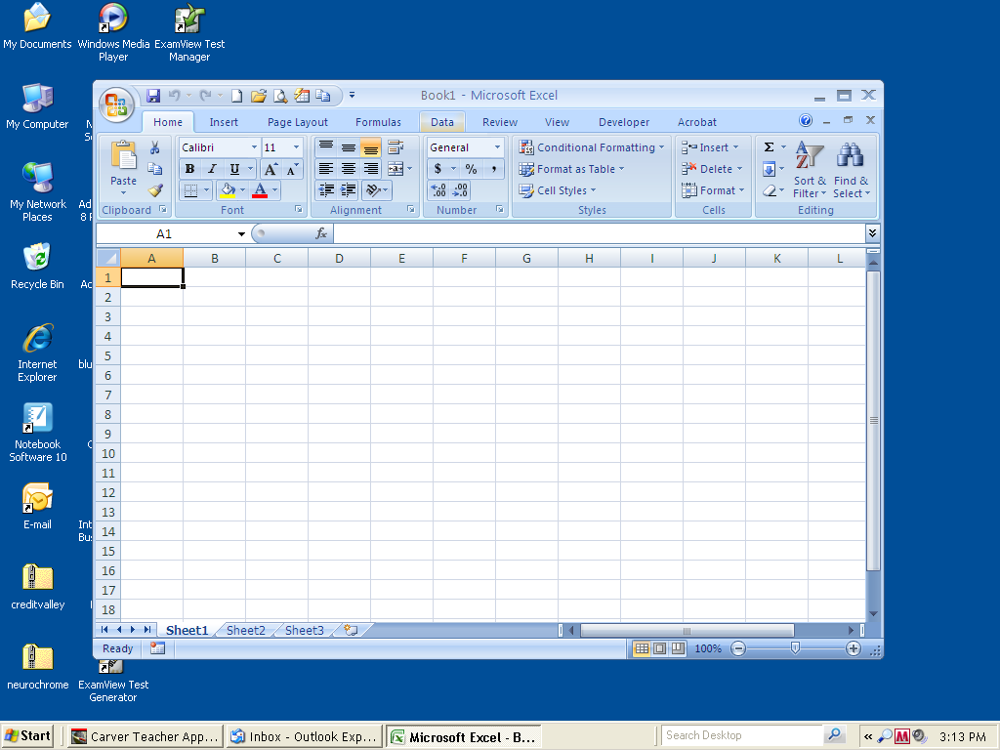 My Documents
Windows Media
Player
ExamView Test
Manager
My Computer
My Network
Places
Recycle Bin
Internet
Explorer
Notebook
Software 10
E-mail
creditvalley
neurochrome
ExamView Test
Generator
Book1 - Microsoft Excel
Home Insert Page Layout Formulas Data Review View Developer Acrobat
Calibri 11 General Conditional Formatting Insert Σ
B I U A A $ % , Format as Table Delete
Paste A Cell Styles Format Sort & Find &
Filter Select
Clipboard Font Alignment Number Styles Cells Editing
A1 fx
A B C D E F G H I J K L
1
2
3
4
5
6
7
8
9
10
11
12
13
14
15
16
17
18
Sheet1 Sheet2 Sheet3
Ready 100%
Start Carver Teacher App... Inbox - Outlook Exp... Microsoft Excel - B... Search Desktop « 3:13 PM